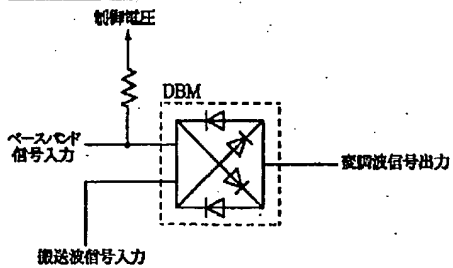 制御電圧
DBM
ベースバンド
信号入力
変調波信号出力
搬送波信号入力